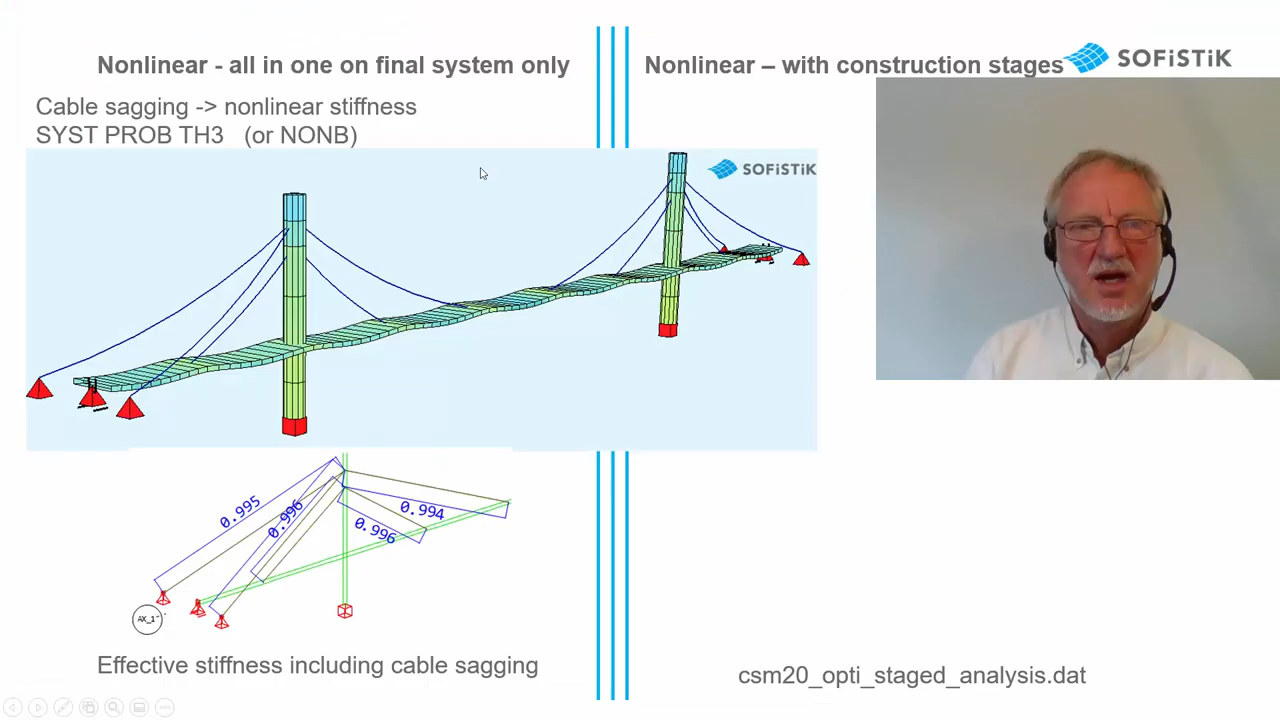 Nonlinear - all in one on final system only
Cable sagging -> nonlinear stiffness
SYST PROB TH3 (or NONB)
Nonlinear – with construction stages
SOFiSTiK
SOFiSTiK
0.995
0.996
0.994
0.996
AX_1
Effective stiffness including cable sagging
csm20_opti_staged_analysis.dat